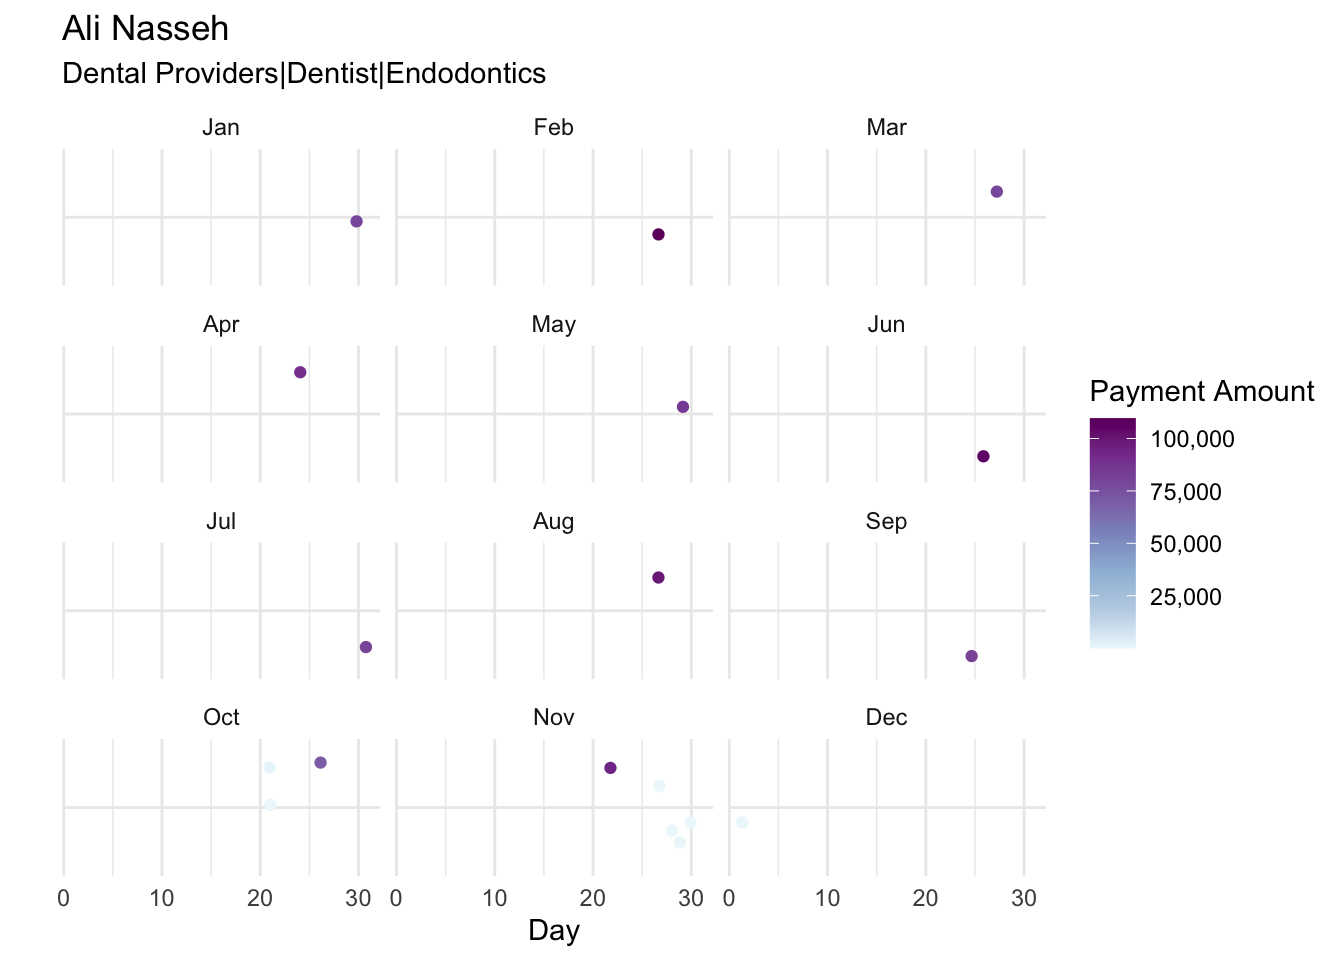 Ali Nasseh
Dental Providers|Dentist|Endodontics
Jan Feb Mar
Apr May Jun
Jul Aug Sep
Oct Nov Dec
0 10 20 30 0 10 20 30 0 10 20 30
Day
Payment Amount
100,000
75,000
50,000
25,000